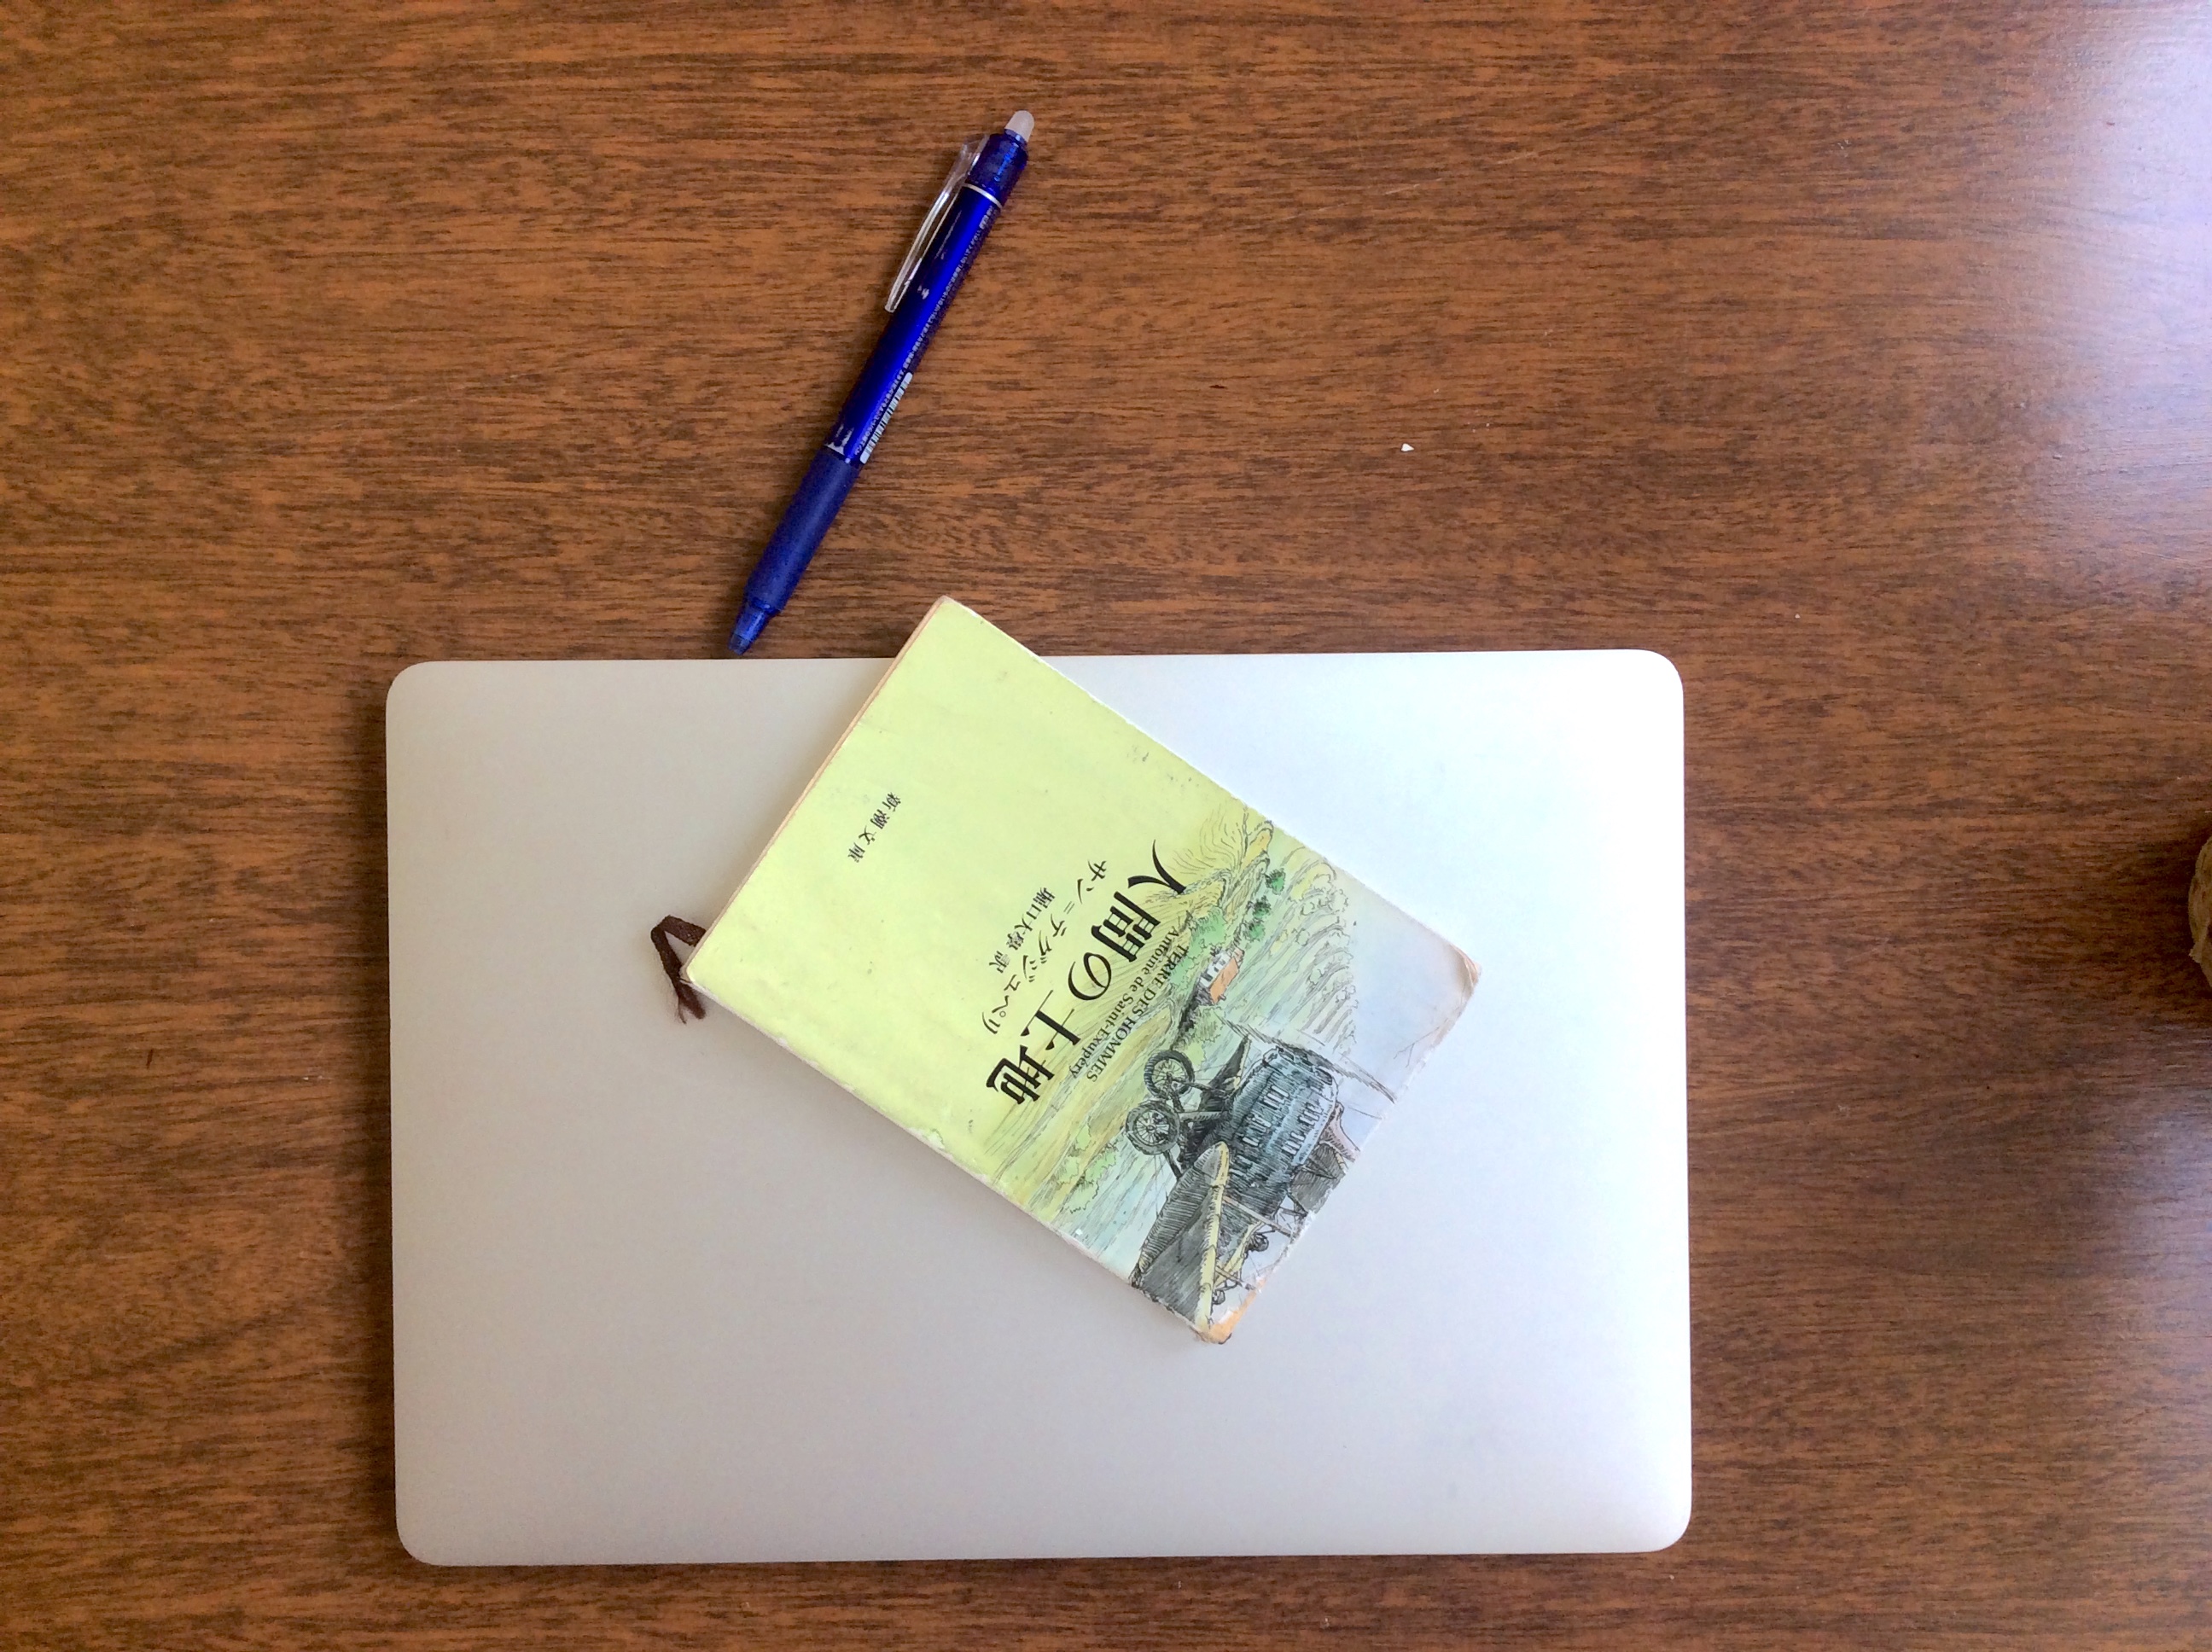 人間の土地
TERRE DES HOMMES
Antoine de Saint-Exupéry
サン＝テグジュペリ
堀口大學 訳
新潮文庫